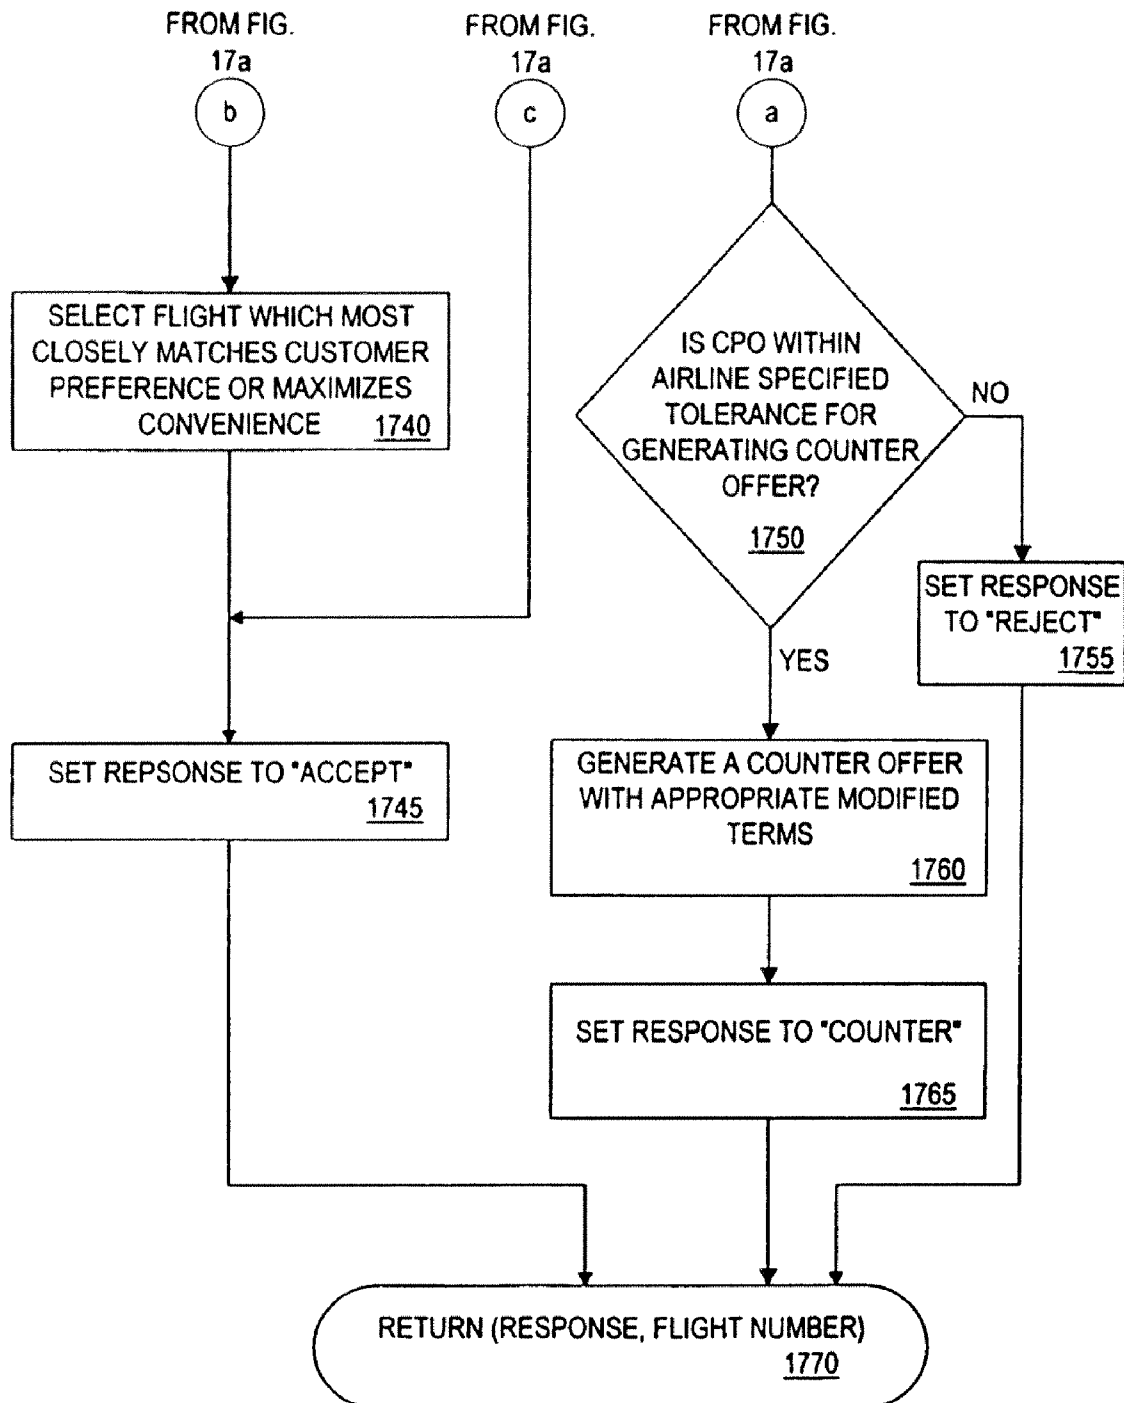 FROM FIG.
17a
b
FROM FIG.
17a
c
FROM FIG.
17a
a
SELECT FLIGHT WHICH MOST
CLOSELY MATCHES CUSTOMER
PREFERENCE OR MAXIMIZES
CONVENIENCE 1740
IS CPO WITHIN
AIRLINE SPECIFIED
TOLERANCE FOR
GENERATING COUNTER
OFFER?
1750
NO
SET RESPONSE
TO "REJECT"
1755
YES
SET REPSONSE TO "ACCEPT"
1745
GENERATE A COUNTER OFFER
WITH APPROPRIATE MODIFIED
TERMS
1760
SET RESPONSE TO "COUNTER"
1765
RETURN (RESPONSE, FLIGHT NUMBER)
1770